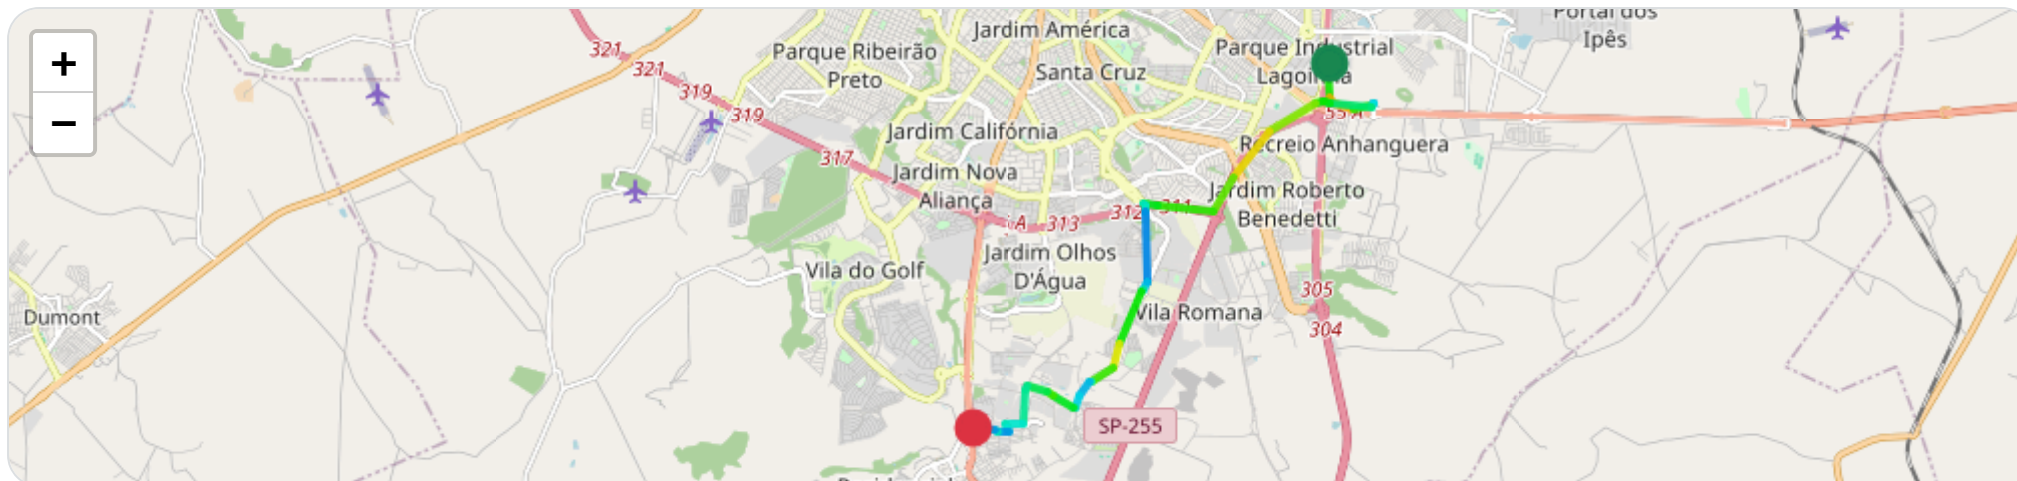 +
−
Jardim América
Portal dos
Ipês
321
321
319
319
317
Parque Ribeirão
Preto
Santa Cruz
Parque Industrial
Jardim Califórnia
Jardim Nova
Aliança
Recreio Anhanguera
Jardim Roberto
Benedetti
312
311
313
Jardim Olhos
D'Água
Vila do Golf
Vila Romana
305
304
Dumont
SP-255